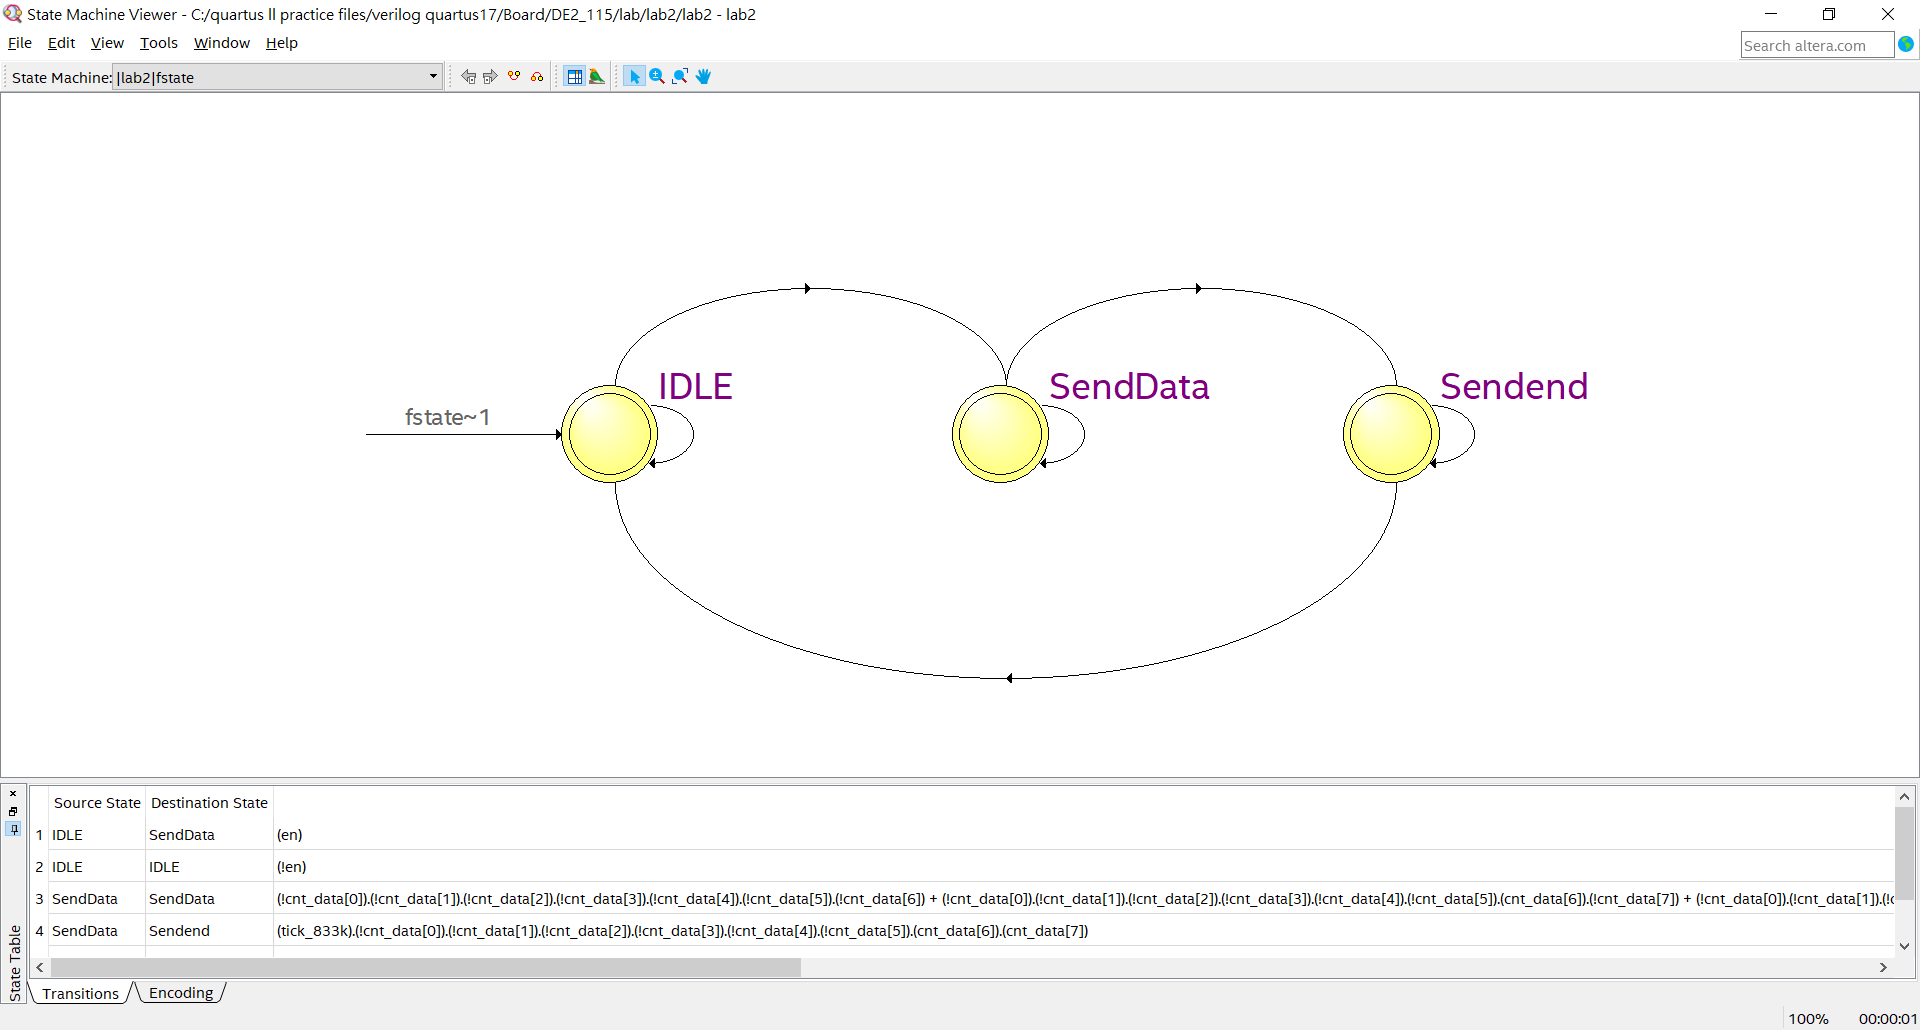 State Machine Viewer - C:/quartus ll practice files/verilog quartus17/Board/DE2_115/lab/lab2/lab2 - lab2
File Edit View Tools Window Help
Search altera.com
State Machine: |lab2|fstate
IDLE
SendData
Sendend
fstate~1
Source State Destination State
1 IDLE SendData (en)
2 IDLE IDLE (!en)
3 SendData SendData (!cnt_data[0]).(!cnt_data[1]).(!cnt_data[2]).(!cnt_data[3]).(!cnt_data[4]).(!cnt_data[5]).(!cnt_data[6]) + (!cnt_data[0]).(!cnt_data[1]).(!cnt_data[2]).(!cnt_data[3]).(!cnt_data[4]).(!cnt_data[5]).(cnt_data[6]).(!cnt_data[7]) + (!cnt_data[0]).(!cnt_data[1]).(!c
4 SendData Sendend (tick_833k).(!cnt_data[0]).(!cnt_data[1]).(!cnt_data[2]).(!cnt_data[3]).(!cnt_data[4]).(!cnt_data[5]).(cnt_data[6]).(cnt_data[7])
State Table
Transitions Encoding
100% 00:00:01